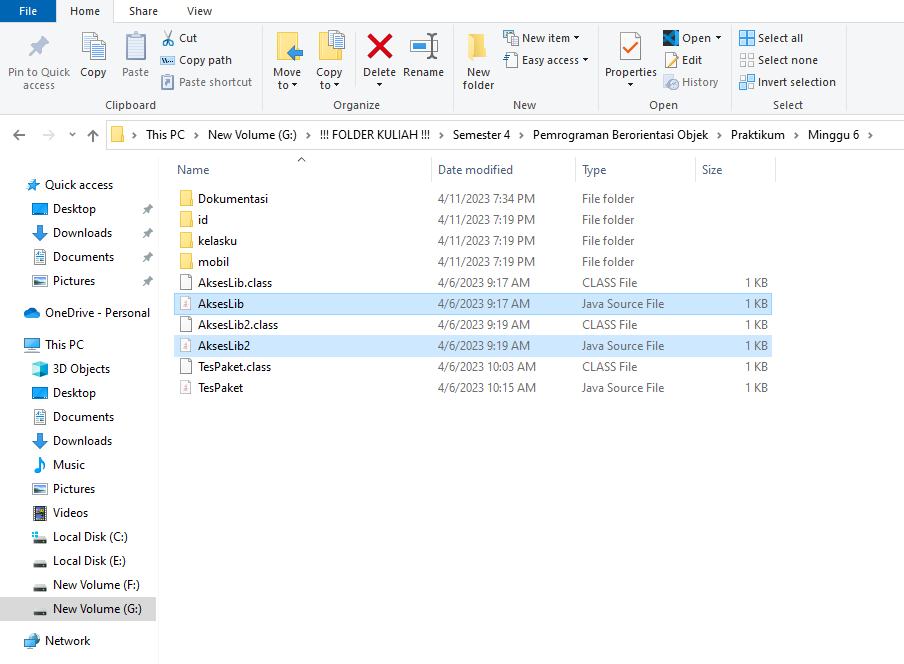 File Home Share View
Pin to Quick access
Copy
Paste
Cut
Copy path
Paste shortcut
Clipboard
Move to
Copy to
Delete
Rename
Organize
New folder
New item
Easy access
New
Properties
Open
Edit
History
Open
Select all
Select none
Invert selection
Select
This PC New Volume (G:) !!! FOLDER KULIAH !!! Semester 4 Pemrograman Berorientasi Objek Praktikum Minggu 6
Quick access
Desktop
Downloads
Documents
Pictures
OneDrive - Personal
This PC
3D Objects
Desktop
Documents
Downloads
Music
Pictures
Videos
Local Disk (C:)
Local Disk (E:)
New Volume (F:)
New Volume (G:)
Network
Name Date modified Type Size
Dokumentasi 4/11/2023 7:34 PM File folder
id 4/11/2023 7:19 PM File folder
kelasku 4/11/2023 7:19 PM File folder
mobil 4/11/2023 7:19 PM File folder
AksesLib.class 4/6/2023 9:17 AM CLASS File 1 KB
AksesLib 4/6/2023 9:17 AM Java Source File 1 KB
AksesLib2.class 4/6/2023 9:19 AM CLASS File 1 KB
AksesLib2 4/6/2023 9:19 AM Java Source File 1 KB
TesPaket.class 4/6/2023 10:03 AM CLASS File 1 KB
TesPaket 4/6/2023 10:15 AM Java Source File 1 KB